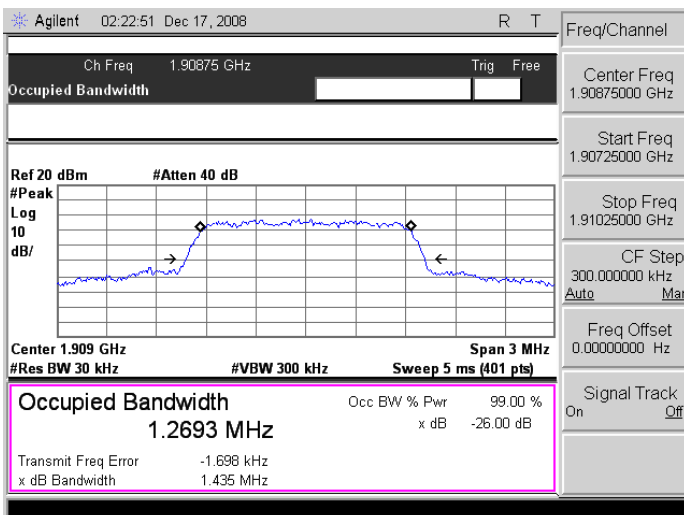 Agilent 02:22:51 Dec 17, 2008 R T
Freq/Channel
Ch Freq 1.90875 GHz Trig Free
Occupied Bandwidth
Center Freq
1.90875000 GHz
Start Freq
1.90725000 GHz
Stop Freq
1.91025000 GHz
CF Step
300.000000 kHz
Auto Man
Freq Offset
0.00000000 Hz
Signal Track
On Off
Ref 20 dBm #Atten 40 dB
#Peak
Log
10
dB/
Center 1.909 GHz Span 3 MHz
#Res BW 30 kHz #VBW 300 kHz Sweep 5 ms (401 pts)
Occupied Bandwidth
1.2693 MHz
Occ BW % Pwr 99.00 %
x dB -26.00 dB
Transmit Freq Error -1.698 kHz
x dB Bandwidth 1.435 MHz